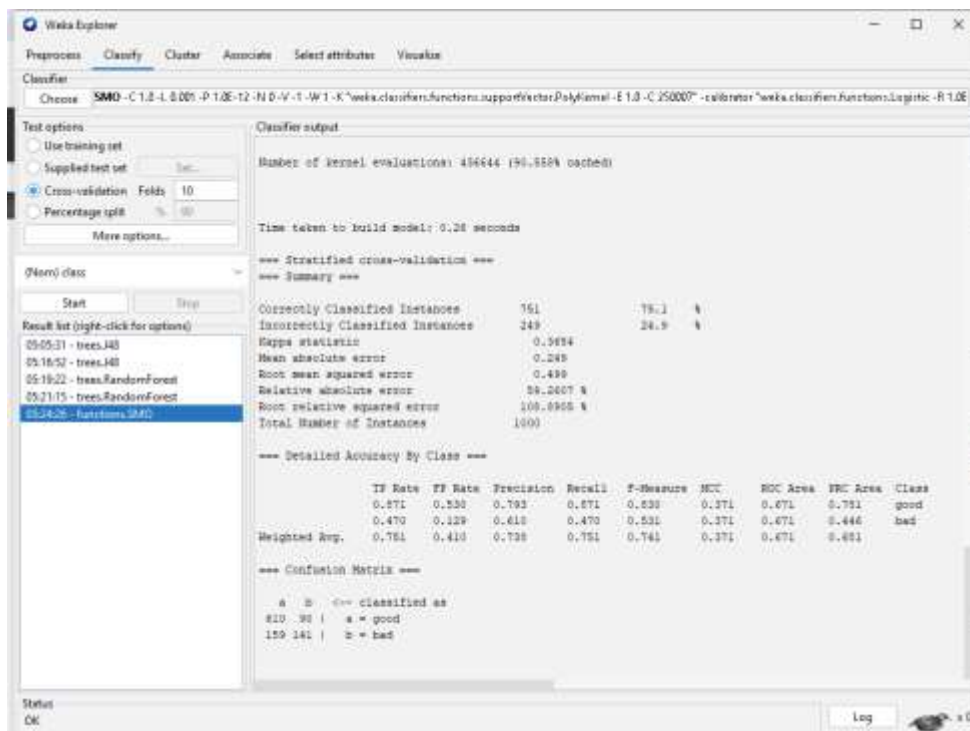 Weka Explorer
Preprocess Classify Cluster Associate Select attributes Visualize
Classifier
Choose SMO -C 1.0 -L 0.001 -P 1.0E-12 -N 0 -V -1 -W 1 -K "weka.classifiers.functions.supportVector.PolyKernel -E 1.0 -C 250007" -calibrator "weka.classifiers.functions.Logistic -R 1.0E
Test options
Use training set
Supplied test set Set...
Cross-validation Folds 10
Percentage split %
More options...
(Nom) class
Start Stop
Result list (right-click for options)
05:05:31 - trees.J48
05:16:52 - trees.J48
05:19:22 - trees.RandomForest
05:21:15 - trees.RandomForest
05:24:26 - functions.SMO
Classifier output
Number of kernel evaluations: cached)
Time taken to build model: 0.28 seconds
=== Stratified cross-validation ===
=== Summary ===
Correctly Classified Instances 751 75.1 %
Incorrectly Classified Instances 249 24.9 %
Kappa statistic 0.3654
Mean absolute error 0.249
Root mean squared error 0.499
Relative absolute error 59.2607 %
Root relative squared error 108.8905 %
Total Number of Instances 1000
=== Detailed Accuracy By Class ===
TP Rate FP Rate Precision Recall F-Measure MCC ROC Area PRC Area Class
0.871 0.530 0.793 0.871 0.830 0.371 0.671 0.781 good
0.470 0.129 0.610 0.470 0.531 0.371 0.671 0.446 bad
Weighted Avg. 0.751 0.410 0.738 0.751 0.741 0.371 0.671 0.681
=== Confusion Matrix ===
a b <-- classified as
610 90 | a = good
159 141 | b = bad
Status
OK
Log
x 0